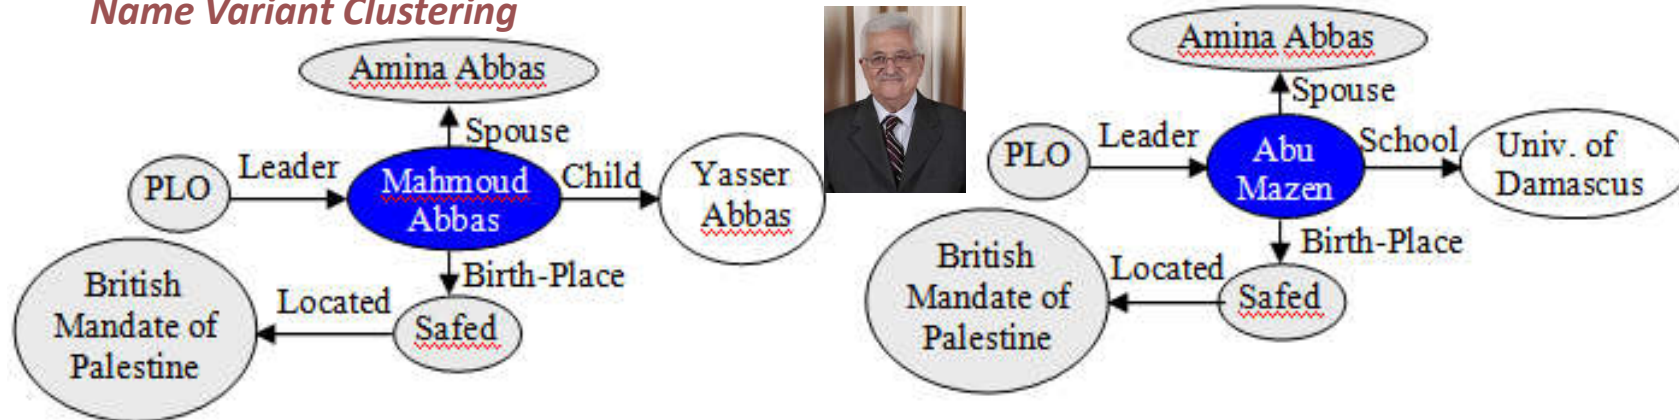 Name Variant Clustering
Amina Abbas
Spouse
PLO
Leader
Mahmoud
Abbas
Child
Yasser
Abbas
Birth-Place
British
Mandate of
Palestine
Located
Safed
Amina Abbas
Spouse
PLO
Leader
Abu
Mazen
School
Univ. of
Damascus
Birth-Place
British
Mandate of
Palestine
Located
Safed